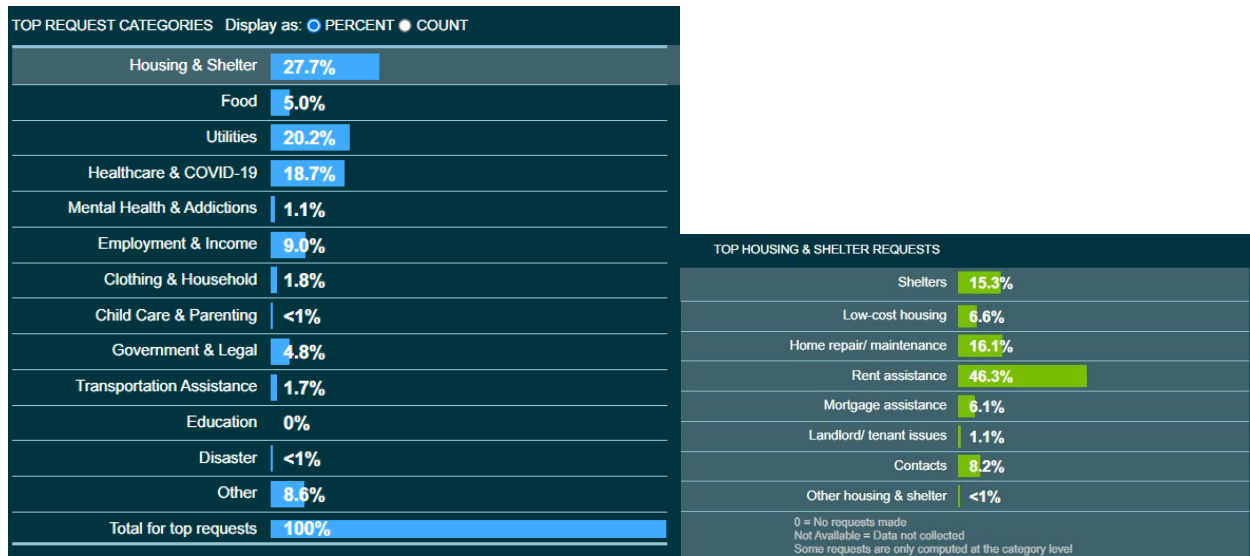 TOP REQUEST CATEGORIES Display as: PERCENT COUNT
Housing & Shelter 27.7%
Food 5.0%
Utilities 20.2%
Healthcare & COVID-19 18.7%
Mental Health & Addictions 1.1%
Employment & Income 9.0%
Clothing & Household 1.8%
Child Care & Parenting <1%
Government & Legal 4.8%
Transportation Assistance 1.7%
Education 0%
Disaster <1%
Other 8.6%
Total for top requests 100%
TOP HOUSING & SHELTER REQUESTS
Shelters 15.3%
Low-cost housing 6.6%
Home repair/ maintenance 16.1%
Rent assistance 46.3%
Mortgage assistance 6.1%
Landlord/ tenant issues 1.1%
Contacts 8.2%
Other housing & shelter <1%
0 = No requests made
Not Available = Data not collected
Some requests are only computed at the category level